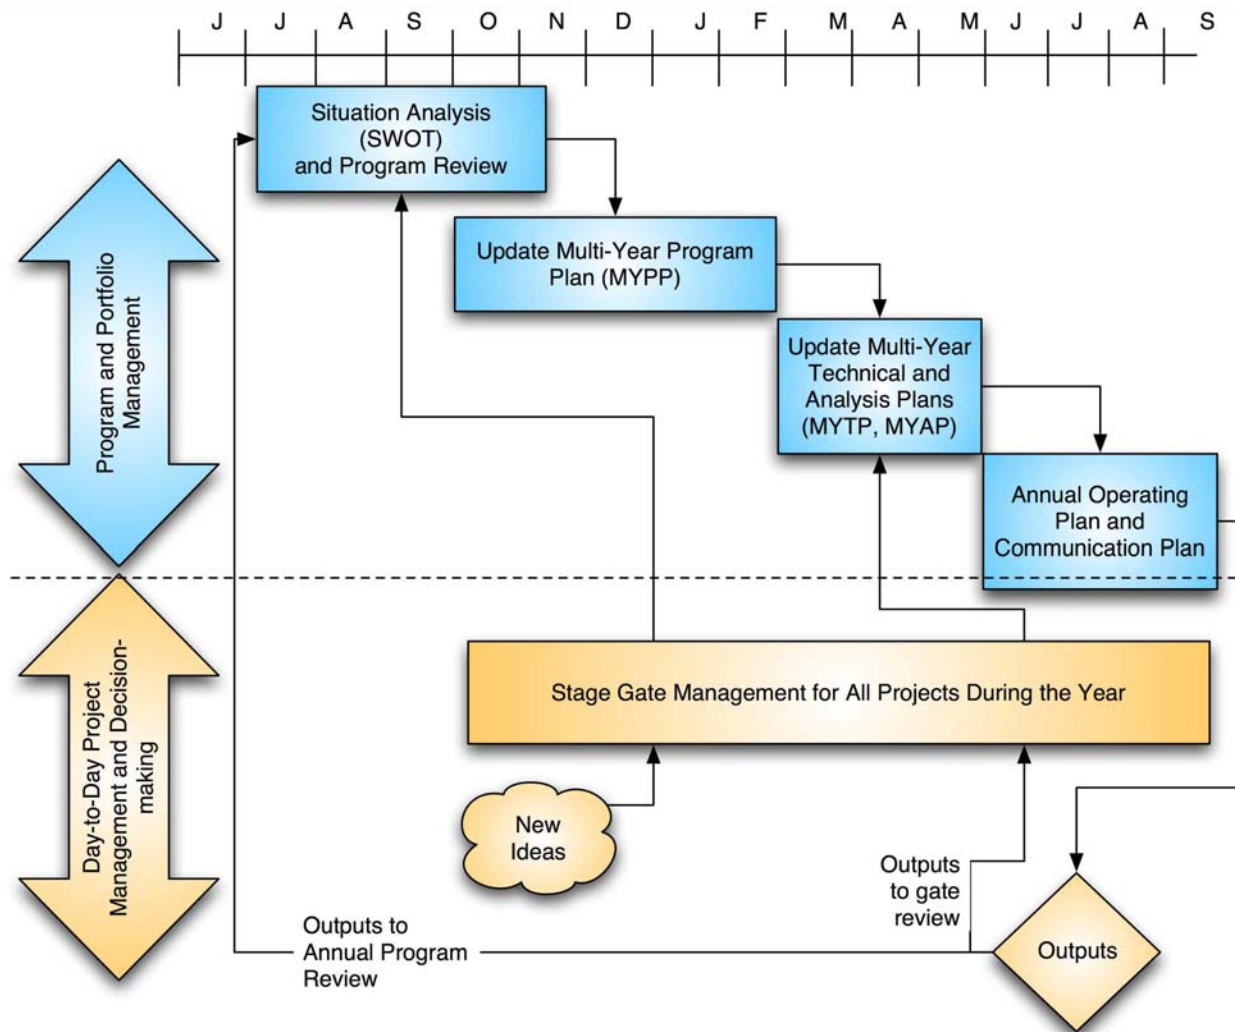 J J A S O N D J F M A M J J A S
Situation Analysis
(SWOT)
and Program Review
Update Multi-Year Program
Plan (MYPP)
Update Multi-Year
Technical and
Analysis Plans
(MYTP, MYAP)
Annual Operating
Plan and
Communication Plan
Program and Portfolio
Management
Stage Gate Management for All Projects During the Year
Day-to-Day Project
Management and Decision-
making
New
Ideas
Outputs
to gate
review
Outputs to
Annual Program
Review
Outputs